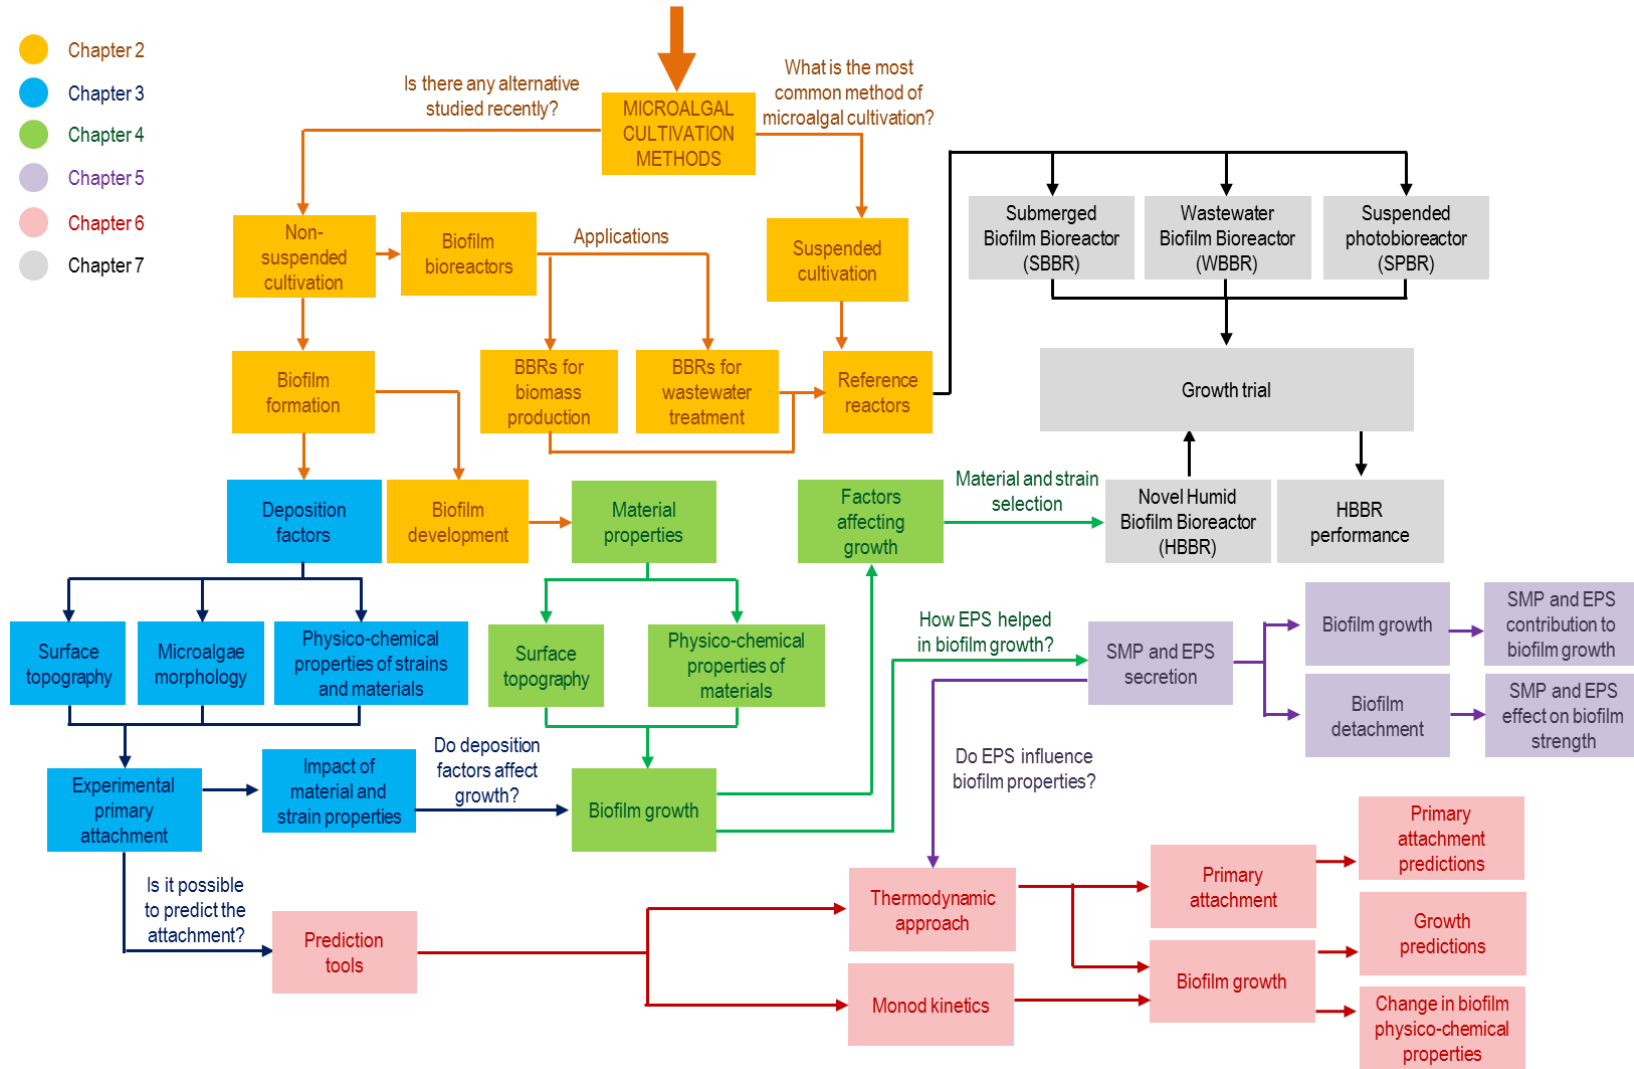 Chapter 2
Chapter 3
Chapter 4
Chapter 5
Chapter 6
Chapter 7
Is there any alternative
studied recently?
What is the most
common method of
microalgal cultivation?
MICROALGAL
CULTIVATION
METHODS
Non-
suspended
cultivation
Biofilm
bioreactors
Applications
Suspended
cultivation
Submerged
Biofilm Bioreactor
(SBBR)
Wastewater
Biofilm Bioreactor
(WBBR)
Suspended
photobioreactor
(SPBR)
Biofilm
formation
BBRs for
biomass
production
BBRs for
wastewater
treatment
Reference
reactors
Growth trial
Deposition
factors
Biofilm
development
Material
properties
Factors
affecting
growth
Material and strain
selection
Novel Humid
Biofilm Bioreactor
(HBBR)
HBBR
performance
Surface
topography
Microalgae
morphology
Physico-chemical
properties of strains
and materials
Surface
topography
Physico-chemical
properties of
materials
How EPS helped
in biofilm growth?
SMP and EPS
secretion
Biofilm growth
SMP and EPS
contribution to
biofilm growth
Biofilm
detachment
SMP and EPS
effect on biofilm
strength
Experimental
primary
attachment
Impact of
material and
strain properties
Do deposition
factors affect
growth?
Biofilm growth
Do EPS influence
biofilm properties?
Is it possible
to predict the
attachment?
Prediction
tools
Thermodynamic
approach
Monod kinetics
Primary
attachment
Biofilm growth
Primary
attachment
predictions
Growth
predictions
Change in biofilm
physico-chemical
properties